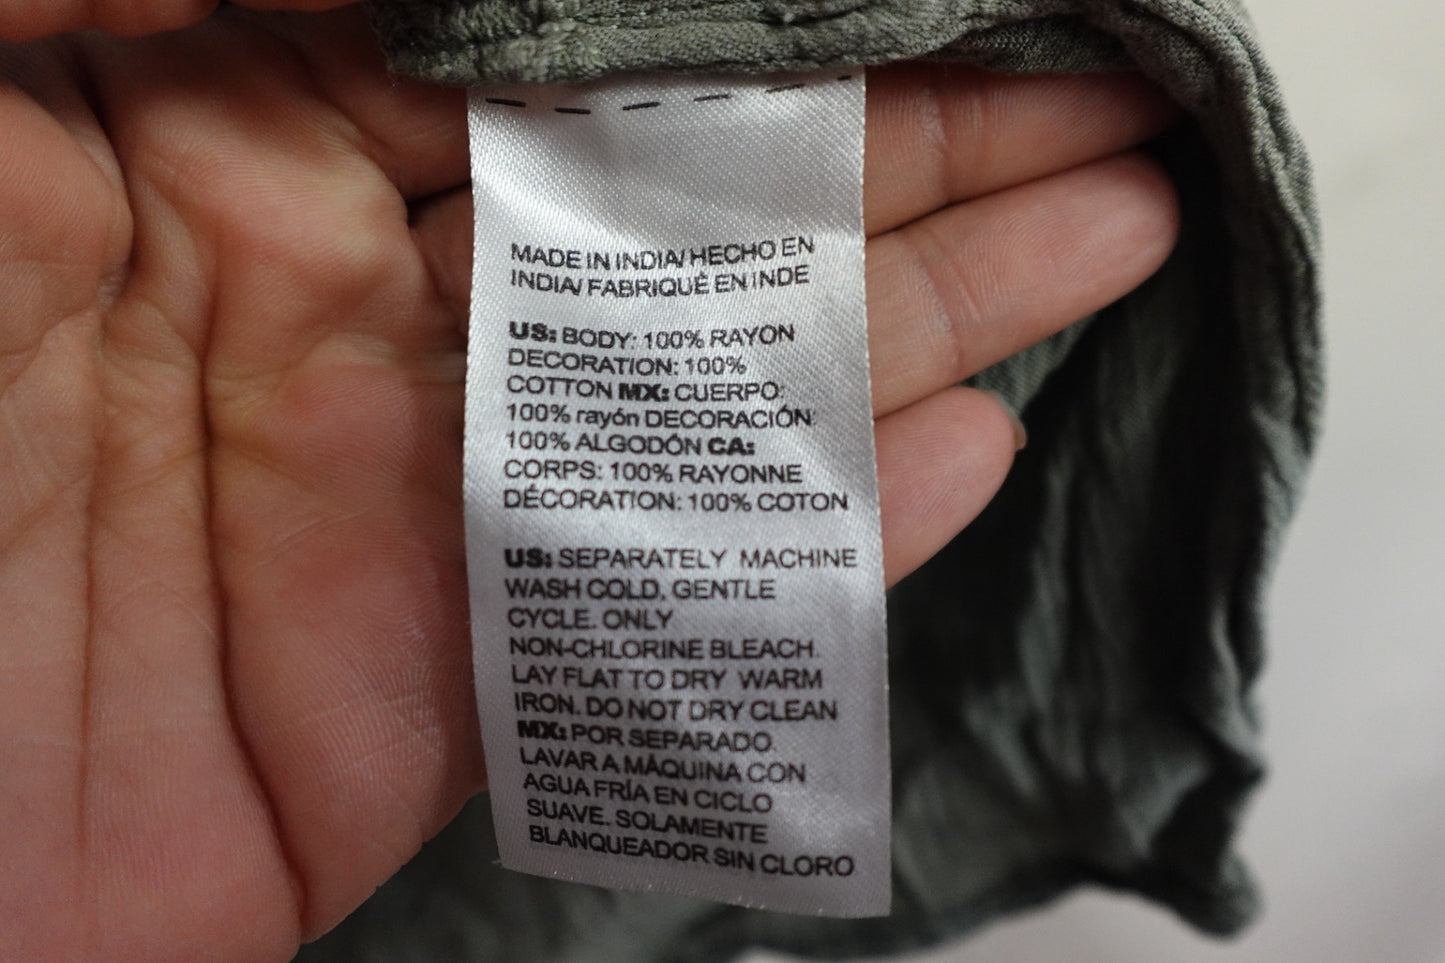 MADE IN INDIA/ HECHO EN
INDIA/ FABRIQUÉ EN INDE
US: BODY: 100% RAYON
DECORATION: 100%
COTTON MX: CUERPO:
100% rayón DECORACIÓN:
100% ALGODÓN CA:
CORPS: 100% RAYONNE
DÉCORATION: 100% COTON
US: SEPARATELY MACHINE
WASH COLD, GENTLE
CYCLE. ONLY
NON-CHLORINE BLEACH.
LAY FLAT TO DRY WARM
IRON. DO NOT DRY CLEAN
MX: POR SEPARADO.
LAVAR A MÁQUINA CON
AGUA FRÍA EN CICLO
SUAVE. SOLAMENTE
BLANQUEADOR SIN CLORO